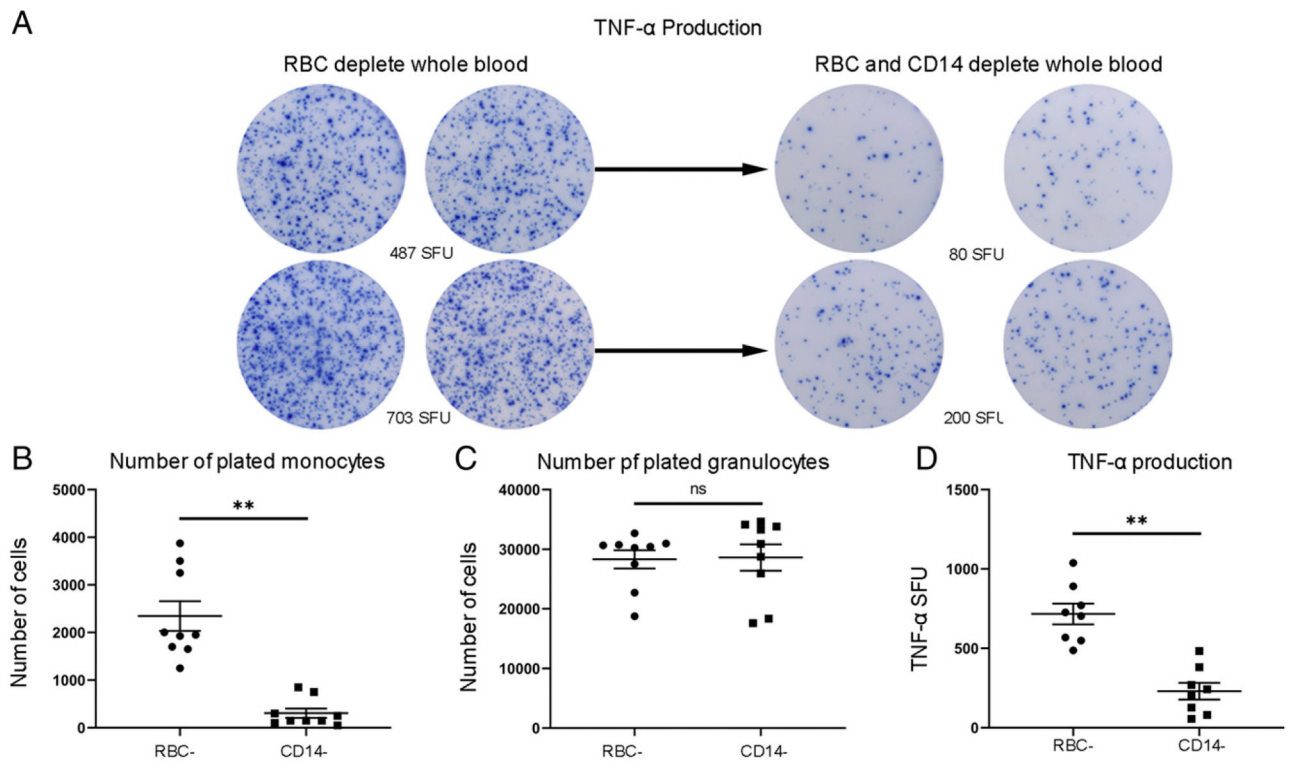 A
TNF-α Production
RBC deplete whole blood
RBC and CD14 deplete whole blood
487 SFU
80 SFU
703 SFU
200 SFU
B
Number of plated monocytes
5000
4000
3000
2000
1000
0
Number of cells
**
RBC-
CD14-
C
Number pf plated granulocytes
40000
30000
20000
10000
0
Number of cells
ns
RBC-
CD14-
D
TNF-α production
1500
1000
500
0
TNF-α SFU
**
RBC-
CD14-